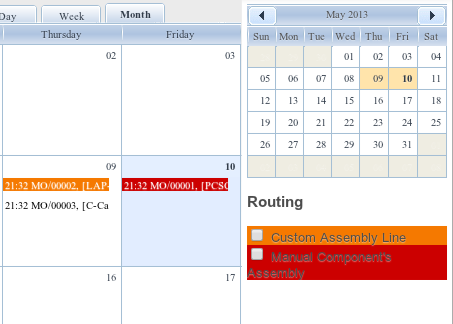 Day Week Month
Thursday Friday
02 03
09 10
21:32 MO/00002, [LAP- 21:32 MO/00001, [PCSC
21:32 MO/00003, [C-Ca
16 17
May 2013
Sun Mon Tue Wed Thu Fri Sat
01 02 03 04
05 06 07 08 09 10 11
12 13 14 15 16 17 18
19 20 21 22 23 24 25
26 27 28 29 30 31
Routing
Custom Assembly Line
Manual Component's
Assembly